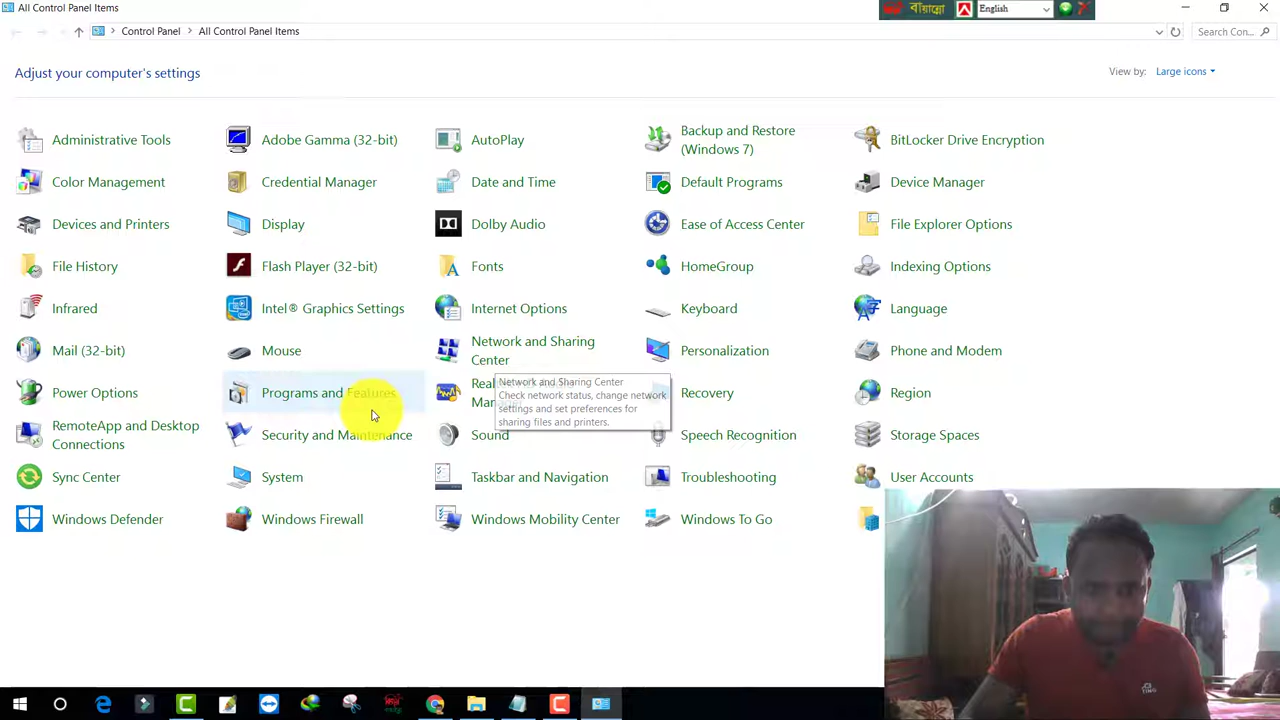 All Control Panel Items
বায়ান্নো English
Control Panel All Control Panel Items
Search Con...
Adjust your computer's settings
View by: Large icons
Administrative Tools
Adobe Gamma (32-bit)
AutoPlay
Backup and Restore
(Windows 7)
BitLocker Drive Encryption
Color Management
Credential Manager
Date and Time
Default Programs
Device Manager
Devices and Printers
Display
Dolby Audio
Ease of Access Center
File Explorer Options
File History
Flash Player (32-bit)
Fonts
HomeGroup
Indexing Options
Infrared
Intel® Graphics Settings
Internet Options
Keyboard
Language
Mail (32-bit)
Mouse
Network and Sharing
Center
Personalization
Phone and Modem
Power Options
Programs and Features
Network and Sharing Center
Check network status, change network
settings and set preferences for
sharing files and printers.
Recovery
Region
RemoteApp and Desktop
Connections
Security and Maintenance
Sound
Speech Recognition
Storage Spaces
Sync Center
System
Taskbar and Navigation
Troubleshooting
User Accounts
Windows Defender
Windows Firewall
Windows Mobility Center
Windows To Go